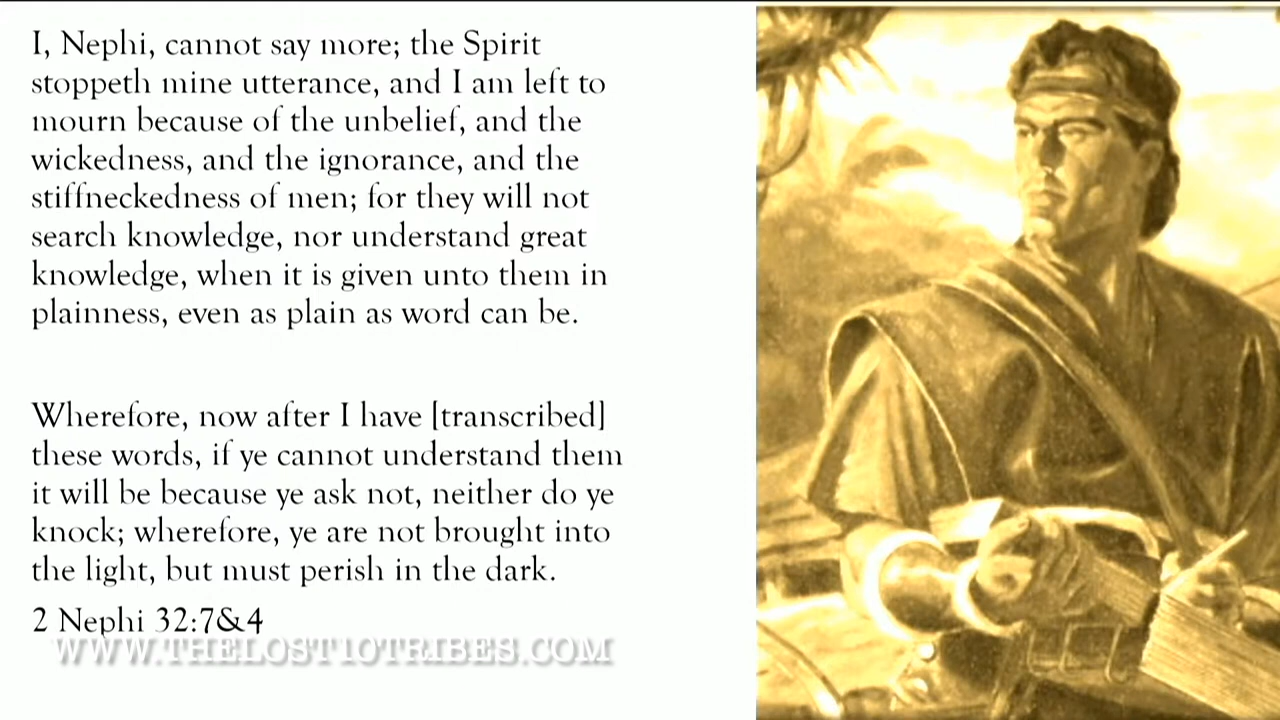 I, Nephi, cannot say more; the Spirit
stoppeth mine utterance, and I am left to
mourn because of the unbelief, and the
wickedness, and the ignorance, and the
stiffneckedness of men; for they will not
search knowledge, nor understand great
knowledge, when it is given unto them in
plainness, even as plain as word can be.
Wherefore, now after I have [transcribed]
these words, if ye cannot understand them
it will be because ye ask not, neither do ye
knock; wherefore, ye are not brought into
the light, but must perish in the dark.
2 Nephi 32:7&4
WWW.THELOST10TRIBES.COM